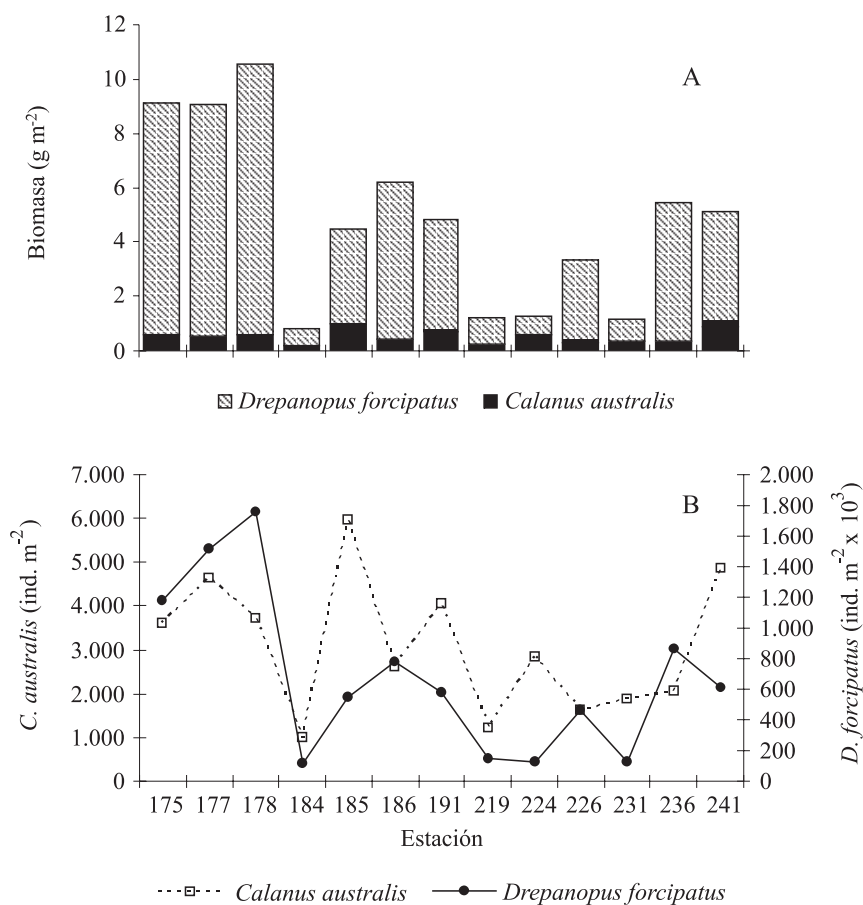 12
10
8
6
4
2
0
Biomasa (g m-2)
A
Drepanopus forcipatus Calanus australis
7.000
6.000
5.000
4.000
3.000
2.000
1.000
0
C. australis (ind. m-2)
B
2.000
1.800
1.600
1.400
1.200
1.000
800
600
400
200
0
D. forcipatus (ind. m-2 x 103)
175 177 178 184 185 186 191 219 224 226 231 236 241
Estación
Calanus australis Drepanopus forcipatus